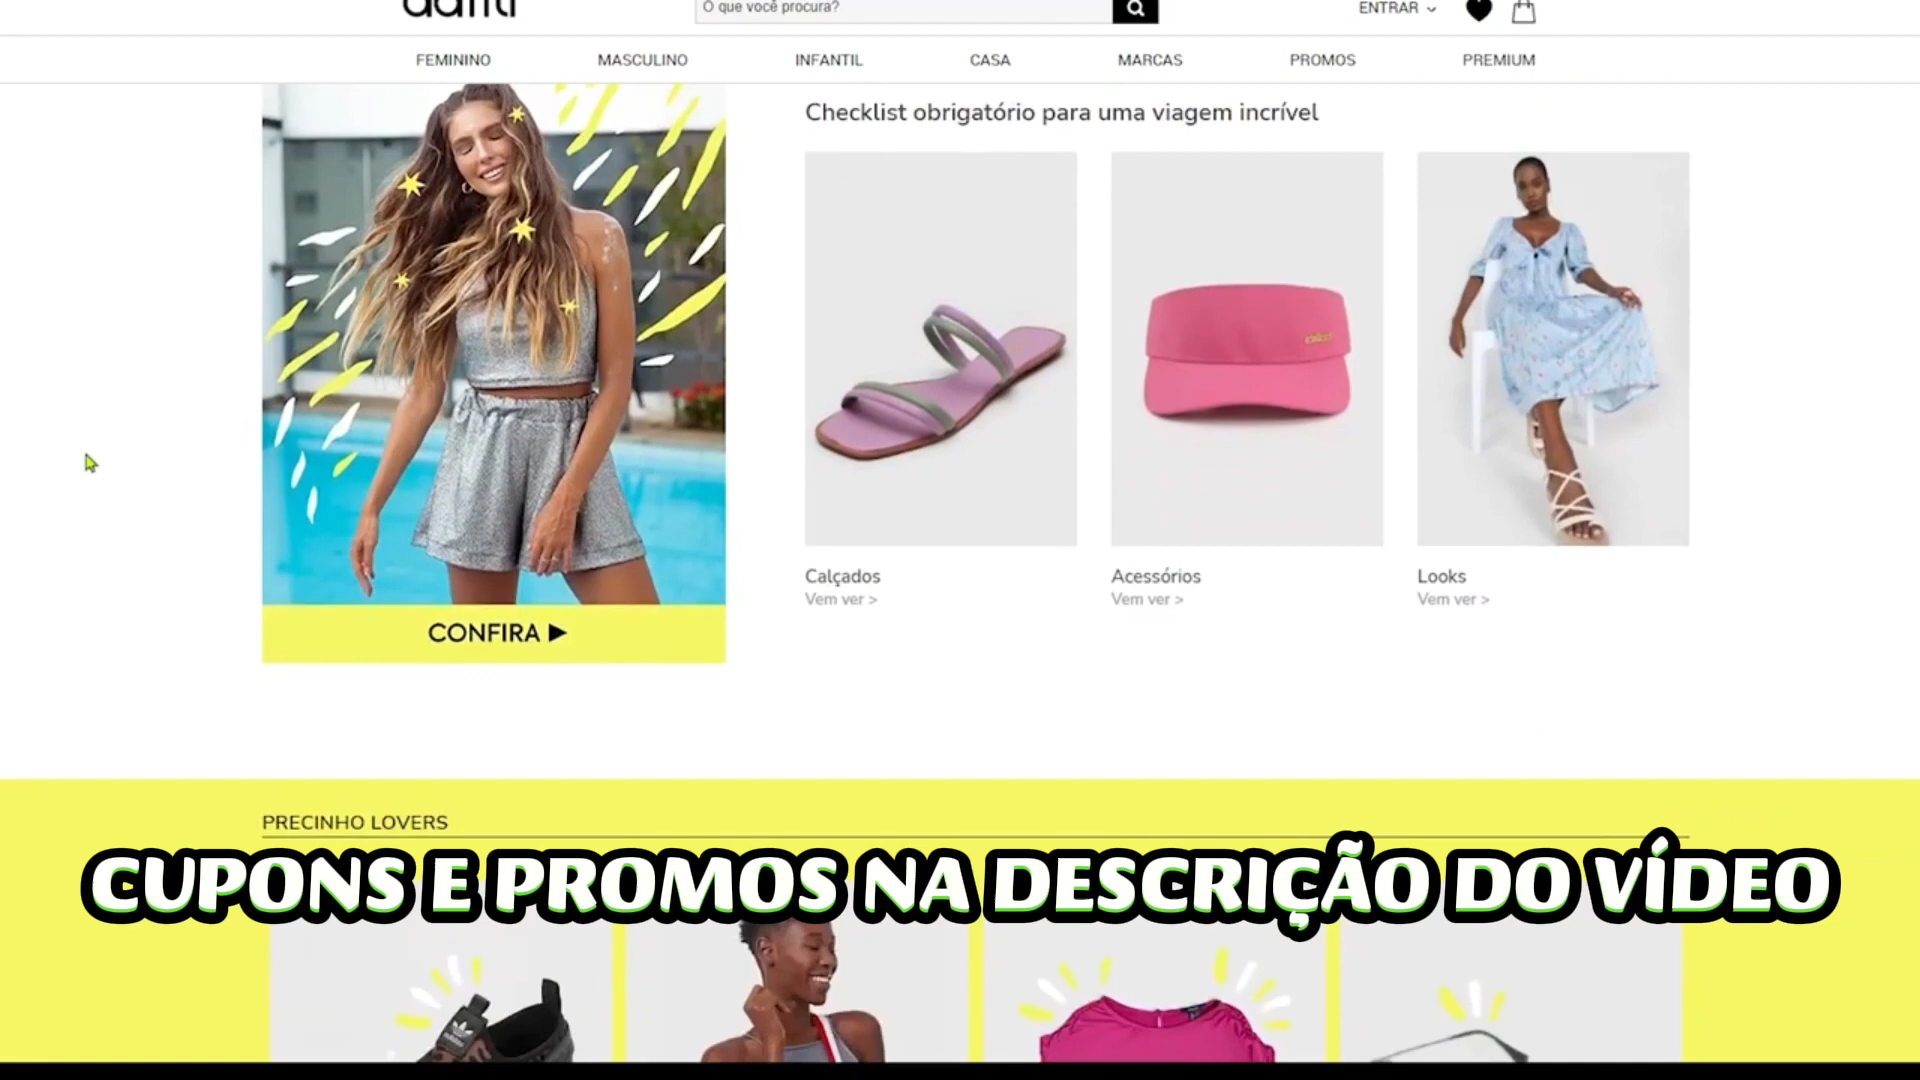 O que você procura?
ENTRAR
FEMININO
MASCULINO
INFANTIL
CASA
MARCAS
PROMOS
PREMIUM
Checklist obrigatório para uma viagem incrível
CONFIRA
Calçados
Vem ver >
Acessórios
Vem ver >
Looks
Vem ver >
PRECINHO LOVERS
CUPONS E PROMOS NA DESCRIÇÃO DO VÍDEO